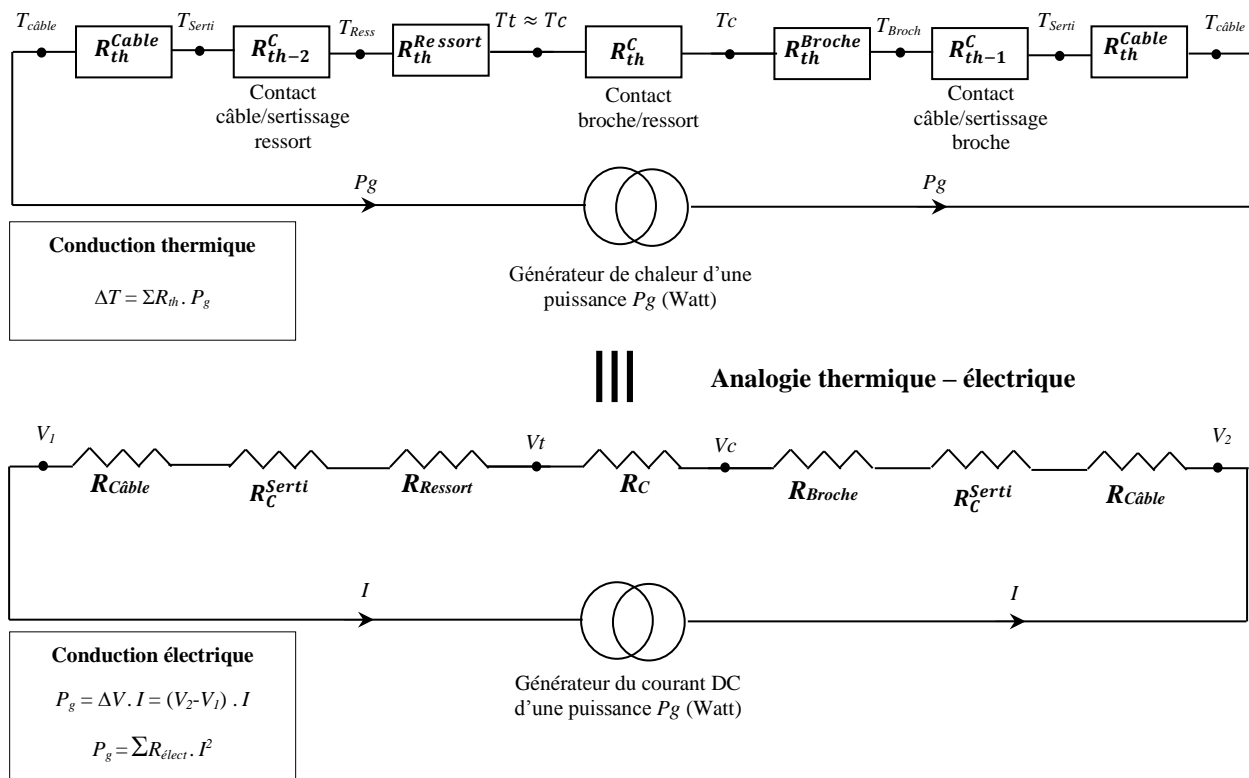 T_câble T_Serti T_Ress Tt ≈ Tc Tc T_Broch T_Serti T_câble
R_th^Cable R_th−2^C R_th^Ressort R_th^C R_th^Broche R_th−1^C R_th^Cable
Contact
câble/sertissage
ressort
Contact
broche/ressort
Contact
câble/sertissage
broche
Pg Pg
Conduction thermique
ΔT = ΣR_th . P_g
Générateur de chaleur d’une
puissance Pg (Watt)
Analogie thermique – électrique
V_1 Vt Vc V_2
R_Câble R_C^Serti R_Ressort R_C R_Broche R_C^Serti R_Câble
I I
Conduction électrique
P_g = ΔV. I = (V_2-V_1) . I
P_g = ∑R_élect . I^2
Générateur du courant DC
d’une puissance Pg (Watt)